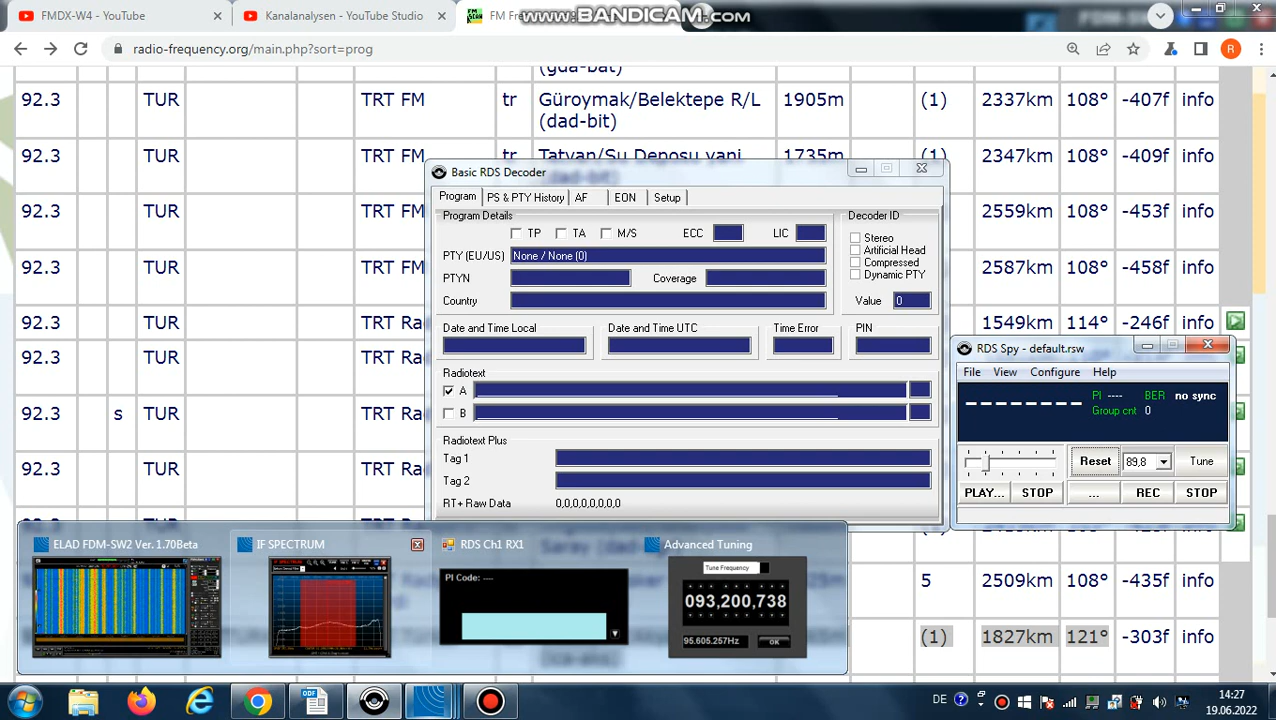 FMDX-W4 - YouTube
Kanalanalysen - YouTube Studio
FM SCAN
FM Fre
www.BANDICAM.com
radio-frequency.org/main.php?sort=prog
R
(gda-bat)
92.3 TUR TRT FM tr Güroymak/Belektepe R/L 1905m (1) 2337km 108° -407f info
(dad-bit)
92.3 TUR TRT FM tr Tatvan/Su Deposu yani 1735m (1) 2347km 109° -409f info
92.3 TUR TRT FM 2559km 108° -453f info
92.3 TUR TRT FM 2587km 108° -458f info
92.3 TUR TRT Ra 1549km 114° -246f info
92.3 TUR TRT Ra
92.3 s TUR TRT Ra
92.3 TUR TRT Ra
5 2509km 108° -435f info
(1) 1827km 121° -303f info
Basic RDS Decoder
Program PS & PTY History AF EON Setup
Program Details
TP TA M/S ECC LIC
PTY (EU/US) None / None (0)
PTYN Coverage
Country
Decoder ID
Stereo
Artificial Head
Compressed
Dynamic PTY
Value 0
Date and Time Local Date and Time UTC Time Error PIN
Radiotext
A
B
Radiotext Plus
Tag 1
Tag 2
RT+ Raw Data 0,0,0,0,0,0,0,0
RDS Spy - default.rsw
File View Configure Help
--------
PI ---- BER no sync
Group cnt 0
Reset 89,8 Tune
PLAY... STOP ... REC STOP
ELAD FDM-SW2 Ver. 1.70Beta
IF SPECTRUM
RDS Ch1 RX1
Advanced Tuning
PI Code: ----
Tune Frequency
093,200,738
95.605.257Hz OK
DE
14:27
19.06.2022